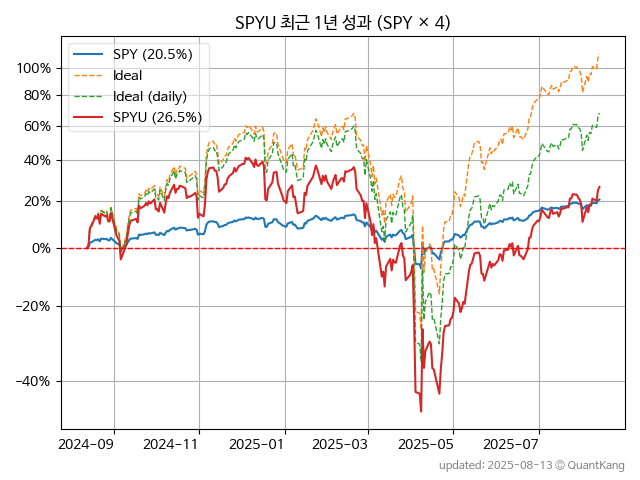 SPYU 최근 1년 성과 (SPY × 4)
SPY (20.5%)
Ideal
Ideal (daily)
SPYU (26.5%)
100%
80%
60%
40%
20%
0%
−20%
−40%
2024-09 2024-11 2025-01 2025-03 2025-05 2025-07
updated: 2025-08-13 ⓒ QuantKang